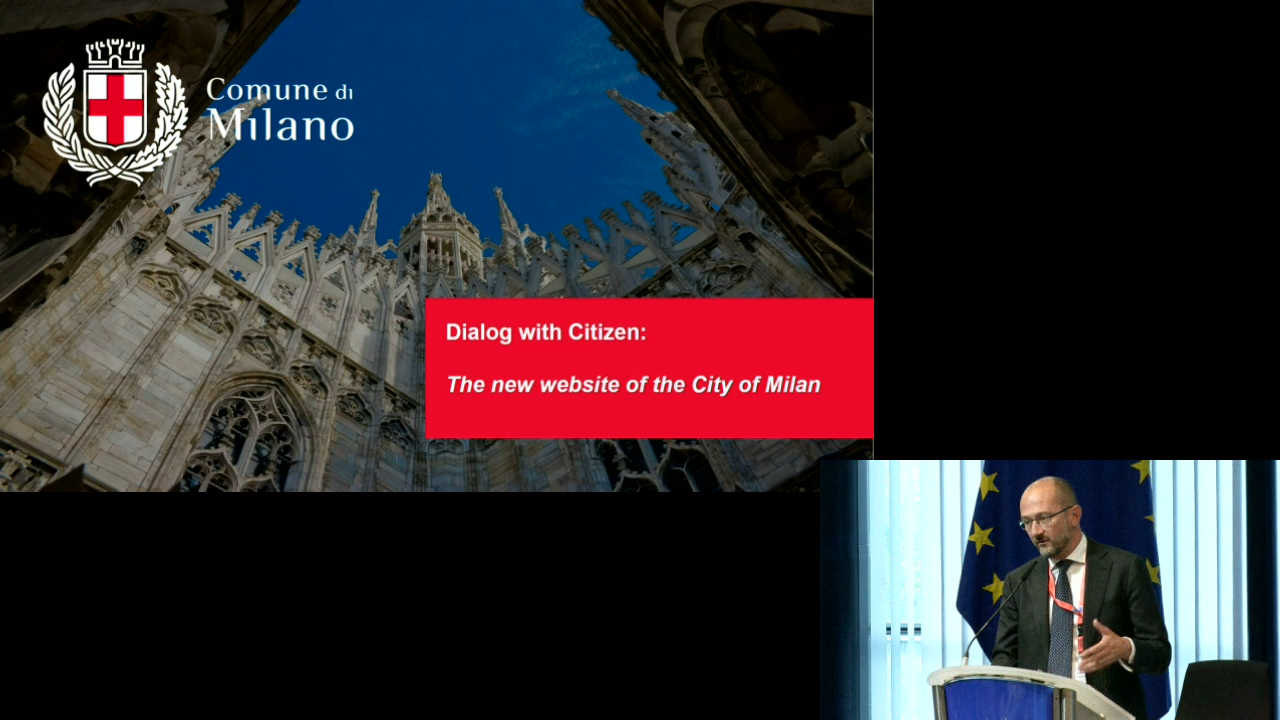 Comune di
Milano
Dialog with Citizen:
The new website of the City of Milan